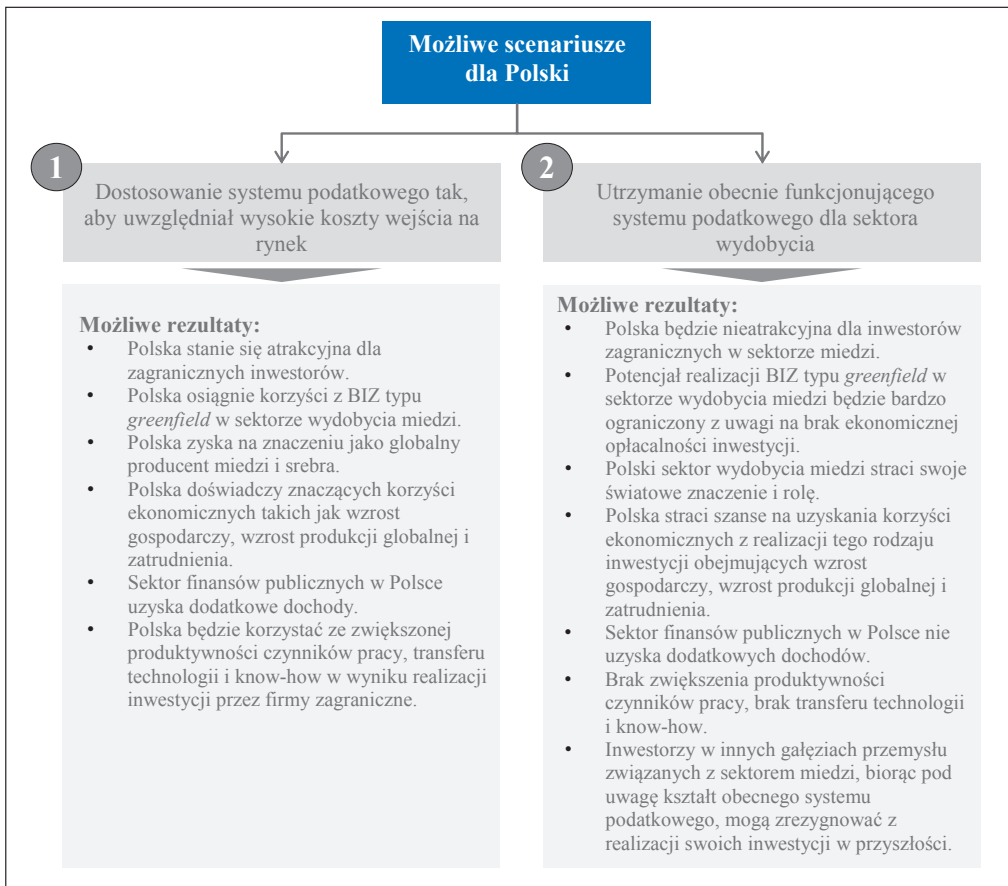 Możliwe scenariusze
dla Polski
1
Dostosowanie systemu podatkowego tak,
aby uwzględniał wysokie koszty wejścia na
rynek
Możliwe rezultaty:
• Polska stanie się atrakcyjna dla
zagranicznych inwestorów.
• Polska osiągnie korzyści z BIZ typu
greenfield w sektorze wydobycia miedzi.
• Polska zyska na znaczeniu jako globalny
producent miedzi i srebra.
• Polska doświadczy znaczących korzyści
ekonomicznych takich jak wzrost
gospodarczy, wzrost produkcji globalnej i
zatrudnienia.
• Sektor finansów publicznych w Polsce
uzyska dodatkowe dochody.
• Polska będzie korzystać ze zwiększonej
produktywności czynników pracy, transferu
technologii i know-how w wyniku realizacji
inwestycji przez firmy zagraniczne.
2
Utrzymanie obecnie funkcjonującego
systemu podatkowego dla sektora
wydobycia
Możliwe rezultaty:
• Polska będzie nieatrakcyjna dla inwestorów
zagranicznych w sektorze miedzi.
• Potencjał realizacji BIZ typu greenfield w
sektorze wydobycia miedzi będzie bardzo
ograniczony z uwagi na brak ekonomicznej
opłacalności inwestycji.
• Polski sektor wydobycia miedzi straci swoje
światowe znaczenie i rolę.
• Polska straci szanse na uzyskania korzyści
ekonomicznych z realizacji tego rodzaju
inwestycji obejmujących wzrost
gospodarczy, wzrost produkcji globalnej i
zatrudnienia.
• Sektor finansów publicznych w Polsce nie
uzyska dodatkowych dochodów.
• Brak zwiększenia produktywności
czynników pracy, brak transferu technologii
i know-how.
• Inwestorzy w innych gałęziach przemysłu
związanych z sektorem miedzi, biorąc pod
uwagę kształt obecnego systemu
podatkowego, mogą zrezygnować z
realizacji swoich inwestycji w przyszłości.